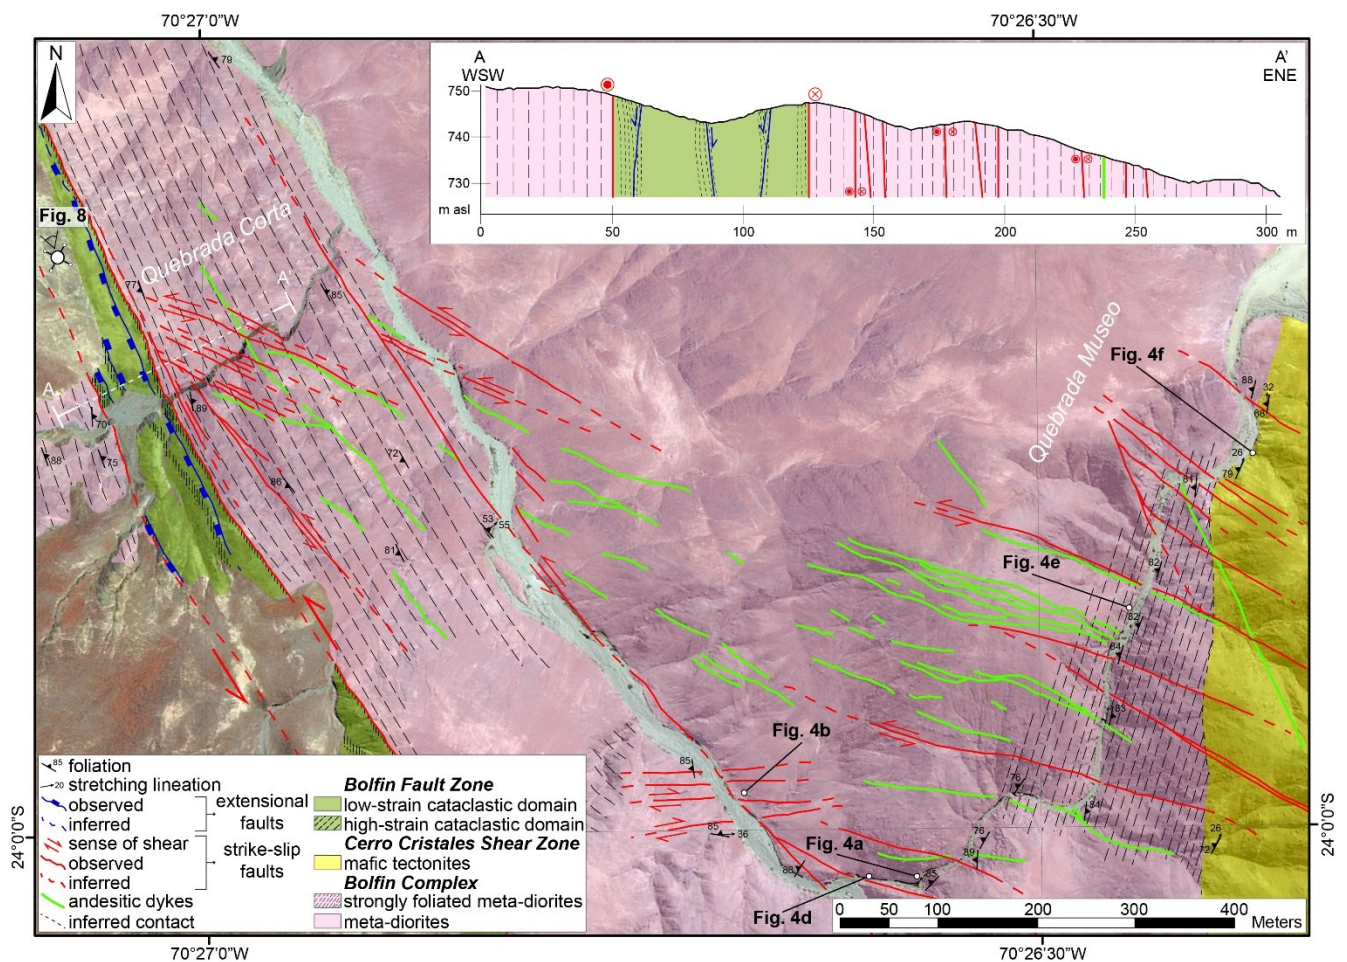 70°27'0"W
70°26'30"W
N
A
WSW
A'
ENE
750
740
730
m asl
0
50
100
150
200
250
300 m
79
Fig. 8
Quebrada Corta
77
A'
85
A
89
70
88
75
72
86
53
55
81
Quebrada Museo
Fig. 4f
88
32
68
26
79
81
Fig. 4e
82
82
84
83
Fig. 4b
85
85
36
76
84
76
Fig. 4a
89
85
88
Fig. 4d
26
72
85 foliation
20 stretching lineation
observed
inferred
extensional
faults
sense of shear
observed
inferred
strike-slip
faults
andesitic dykes
inferred contact
Bolfin Fault Zone
low-strain cataclastic domain
high-strain cataclastic domain
Cerro Cristales Shear Zone
mafic tectonites
Bolfin Complex
strongly foliated meta-diorites
meta-diorites
0 50 100 200 300 400
Meters
24°0'0"S
24°0'0"S
70°27'0"W
70°26'30"W